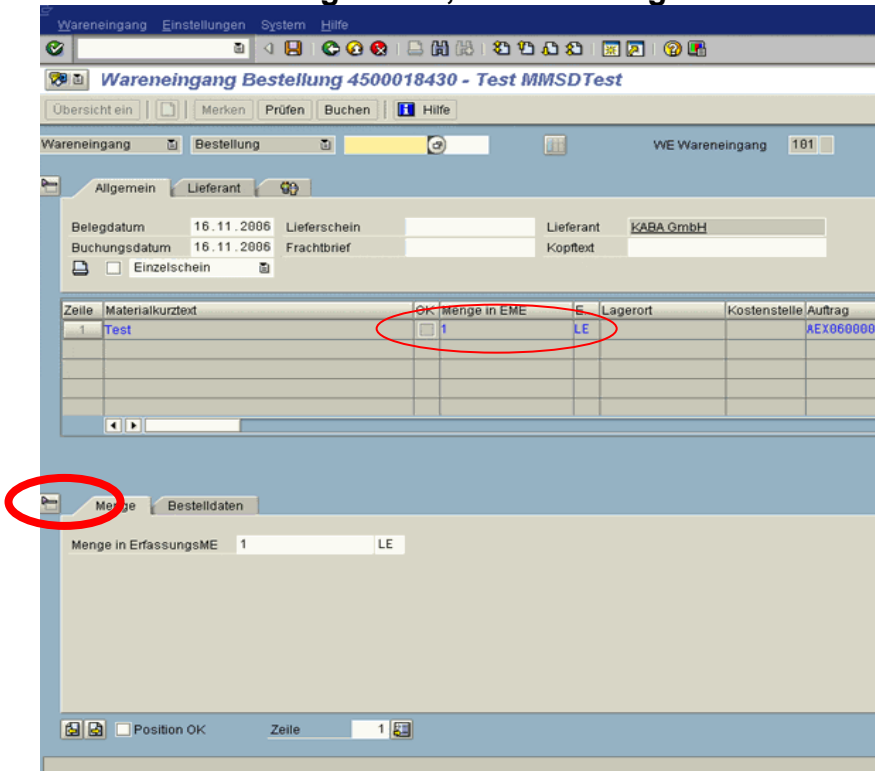 Wareneingang Einstellungen System Hilfe
Wareneingang Bestellung 4500018430 - Test MMSDTest
Übersicht ein Merken Prüfen Buchen Hilfe
Wareneingang Bestellung WE Wareneingang 101
Allgemein Lieferant
Belegdatum 16.11.2006 Lieferschein Lieferant KABA GmbH
Buchungsdatum 16.11.2006 Frachtbrief Kopftext
Einzelschein
Zeile Materialkurztext OK Menge in EME E.. Lagerort Kostenstelle Auftrag
1 Test 1 LE AEX060000
Menge Bestelldaten
Menge in ErfassungsME 1 LE
Position OK Zeile 1